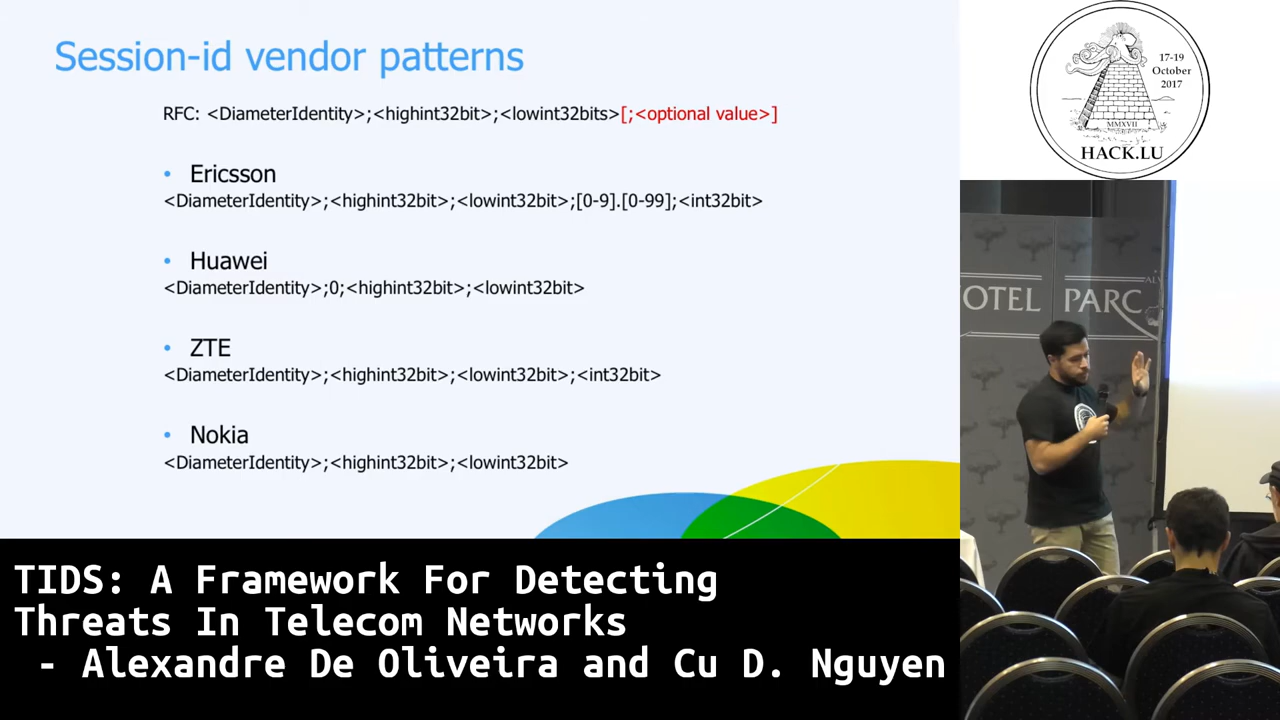 Session-id vendor patterns
RFC: <DiameterIdentity>;<highint32bit>;<lowint32bits>[;<optional value>]
• Ericsson
<DiameterIdentity>;<highint32bit>;<lowint32bit>;[0-9].[0-99];<int32bit>
• Huawei
<DiameterIdentity>;0;<highint32bit>;<lowint32bit>
• ZTE
<DiameterIdentity>;<highint32bit>;<lowint32bit>;<int32bit>
• Nokia
<DiameterIdentity>;<highint32bit>;<lowint32bit>
17-19
October
2017
MMXVII
HACK.LU
PARC
TIDS: A Framework For Detecting
Threats In Telecom Networks
- Alexandre De Oliveira and Cu D. Nguyen